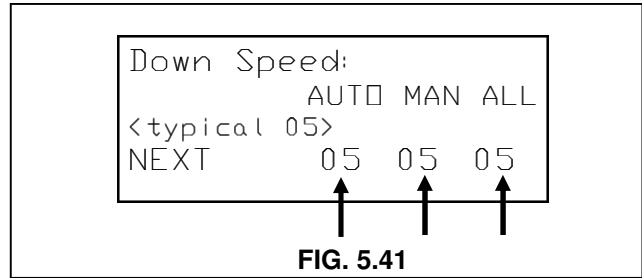 Down Speed:
AUTO MAN ALL
<typical 05>
NEXT 05 05 05
FIG. 5.41